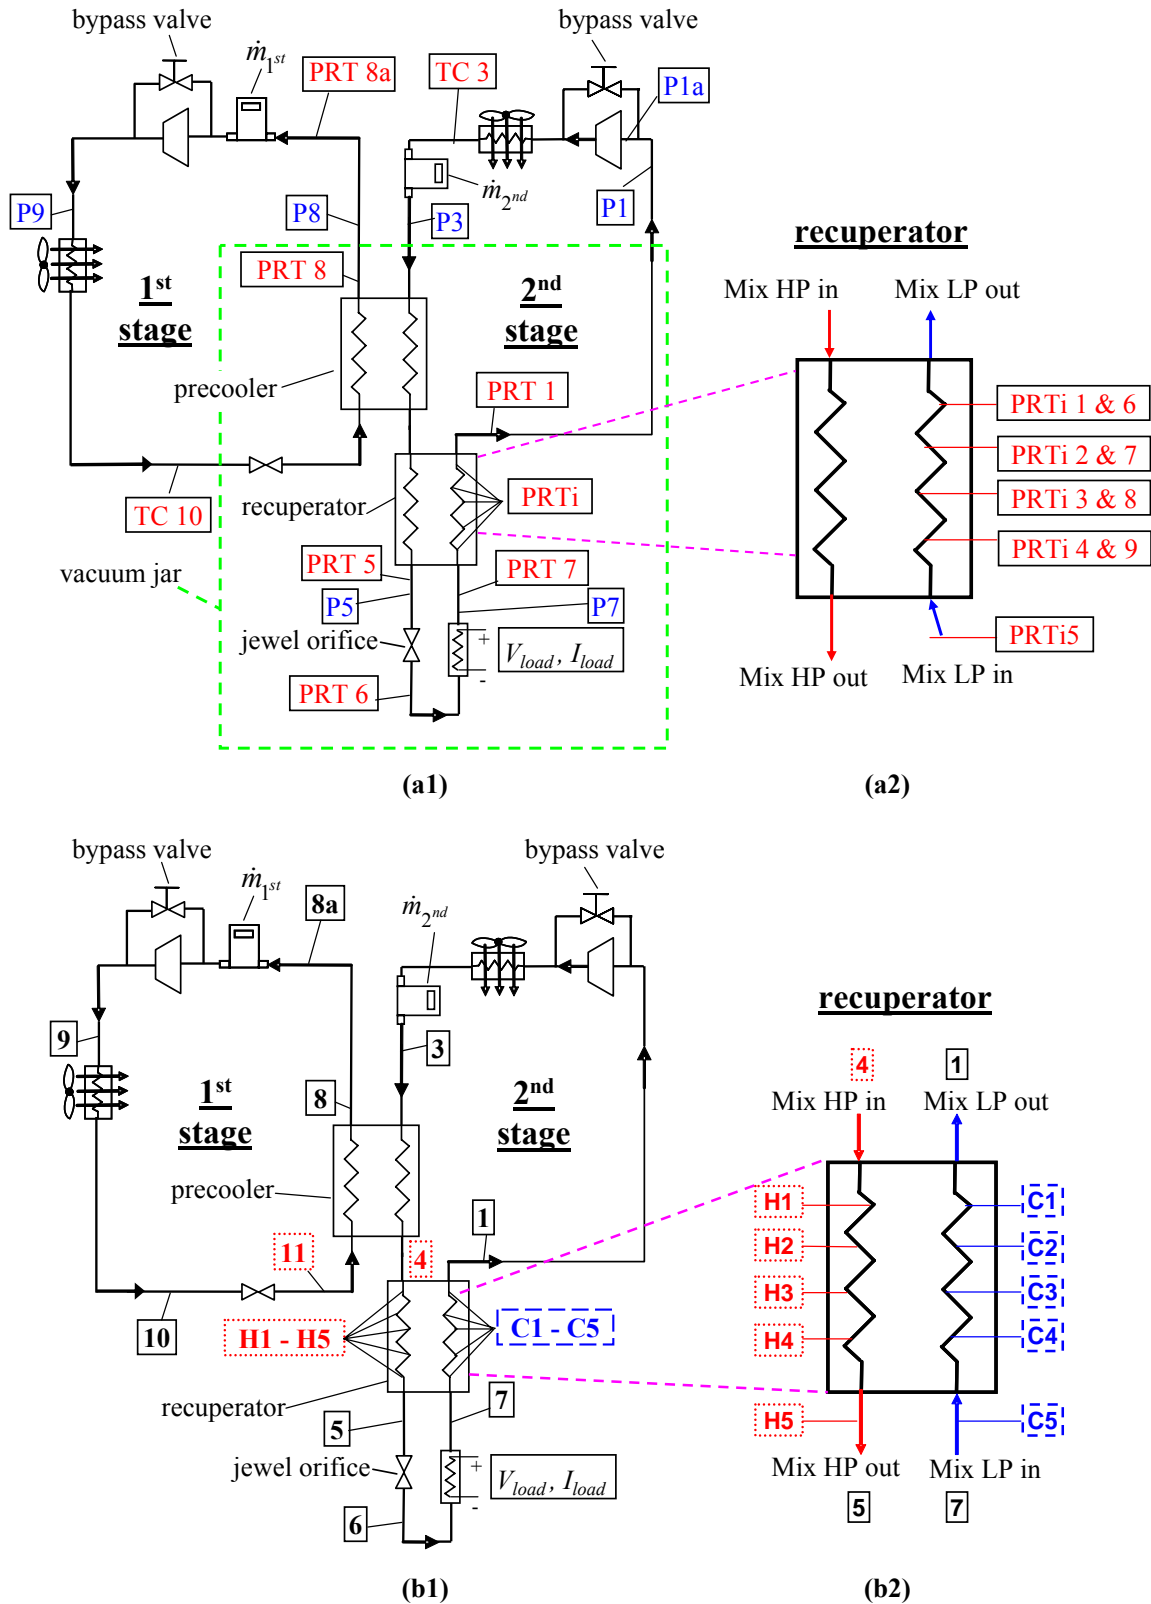 bypass valve
ṁ1st
PRT 8a
TC 3
bypass valve
P1a
ṁ2nd
P9
P8
P3
P1
PRT 8
1st
stage
2nd
stage
precooler
PRT 1
recuperator
PRTi
TC 10
PRT 5
PRT 7
vacuum jar
P5
P7
jewel orifice
+
-
Vload, Iload
PRT 6
(a1)
recuperator
Mix HP in
Mix LP out
PRTi 1 & 6
PRTi 2 & 7
PRTi 3 & 8
PRTi 4 & 9
PRTi5
Mix HP out
Mix LP in
(a2)
bypass valve
ṁ1st
8a
ṁ2nd
bypass valve
9
3
1st
stage
8
2nd
stage
precooler
1
11
4
10
H1 - H5
C1 - C5
recuperator
5
7
jewel orifice
+
-
Vload, Iload
6
(b1)
recuperator
4
1
Mix HP in
Mix LP out
H1
C1
H2
C2
H3
C3
H4
C4
H5
C5
Mix HP out
Mix LP in
5
7
(b2)